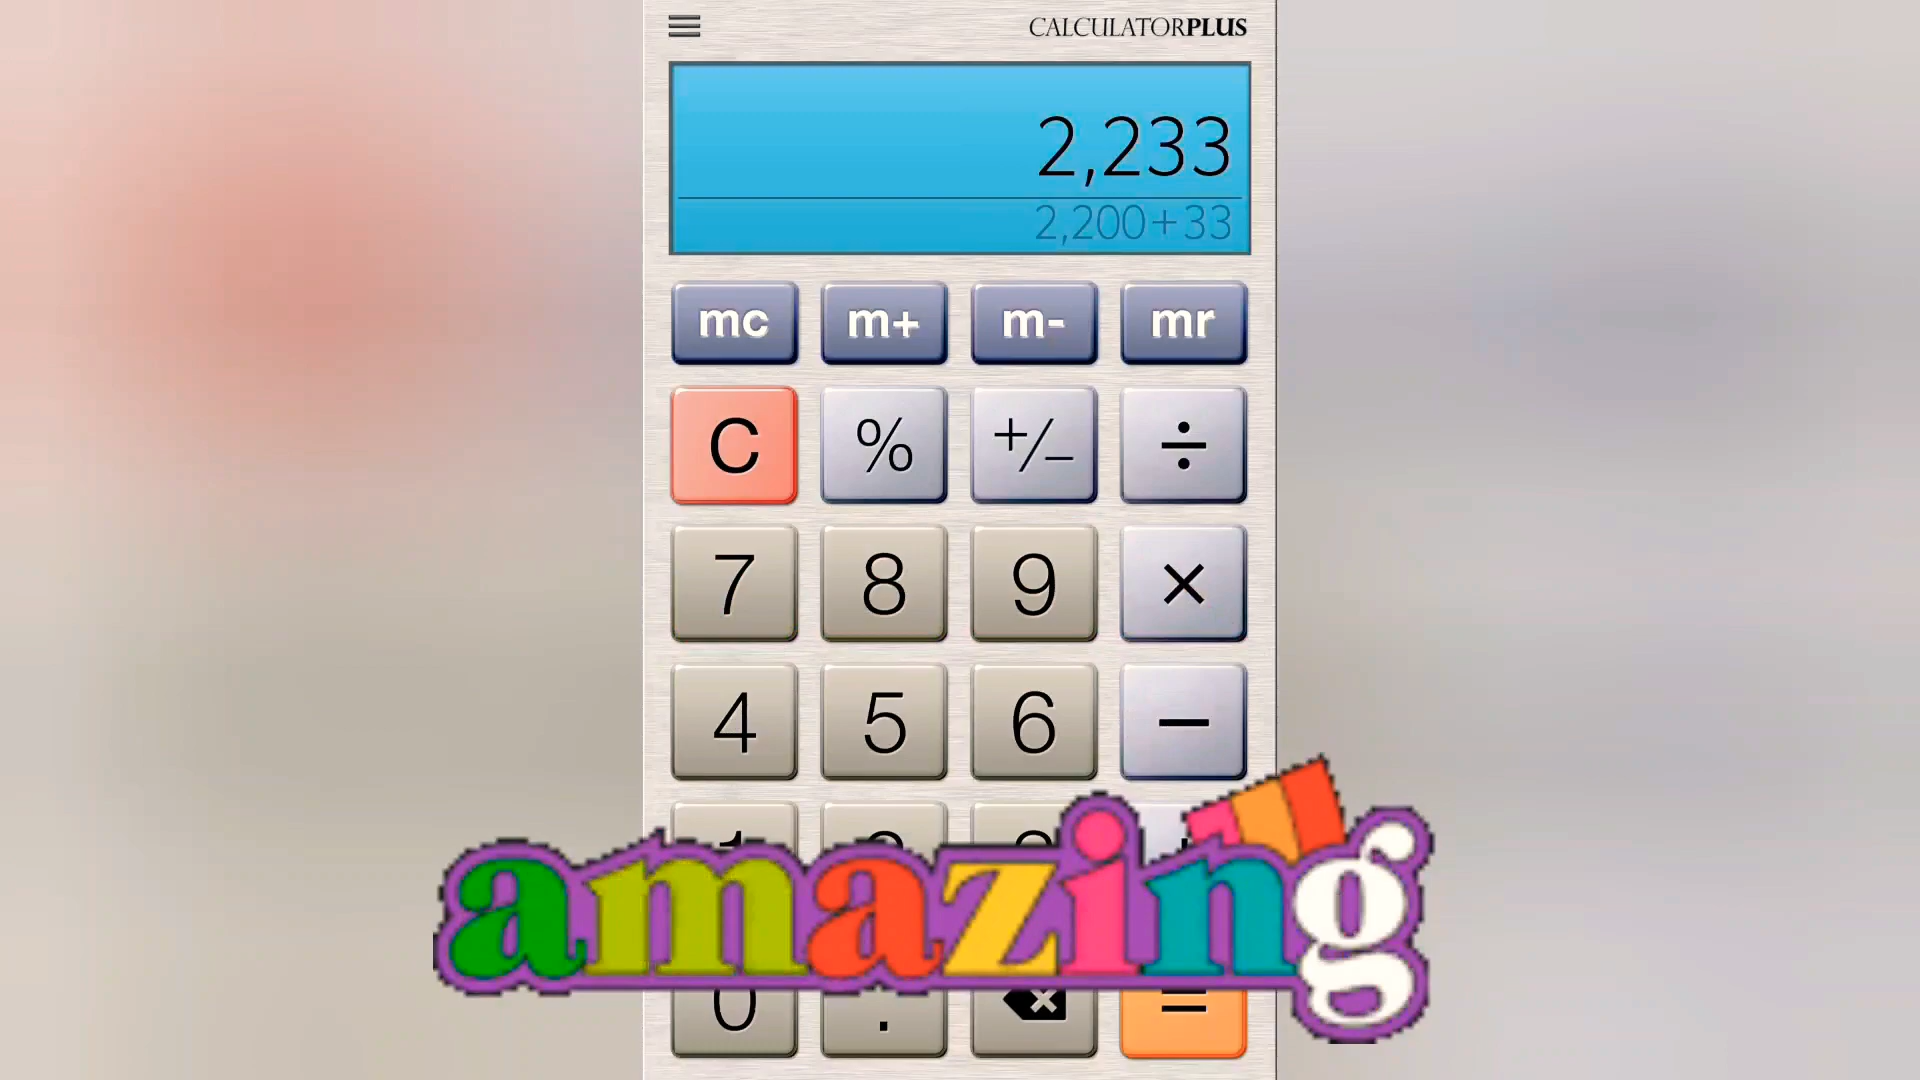 CALCULATORPLUS
2,233
2,200+33
mc m+ m- mr
C % +/− ÷
7 8 9 ×
4 5 6 −
amazing
0 . =